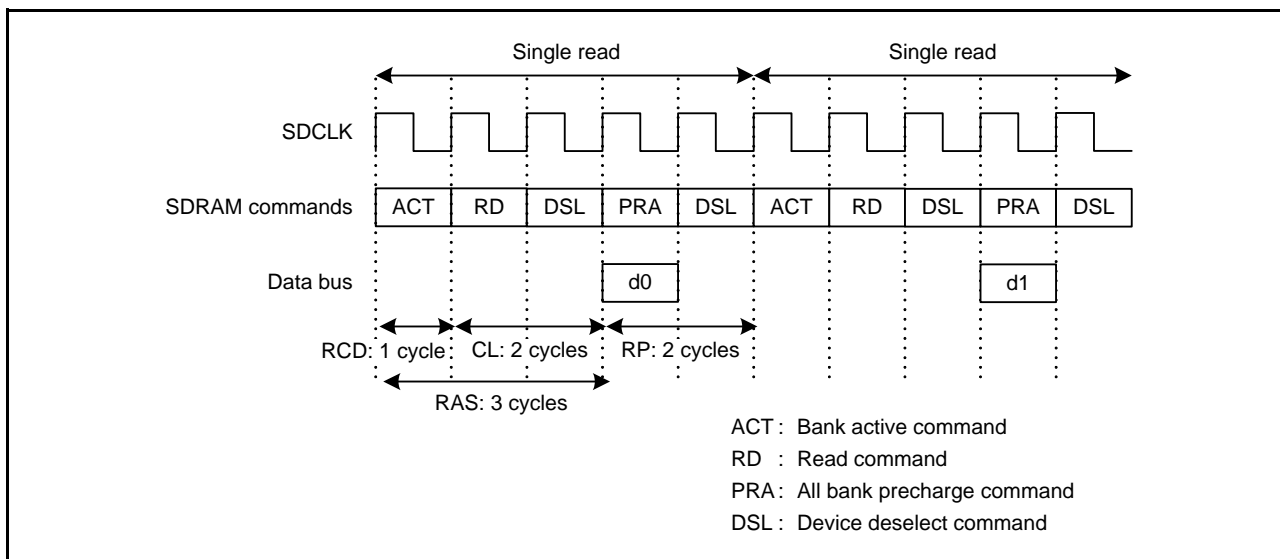 Single read Single read
SDCLK
SDRAM commands ACT RD DSL PRA DSL ACT RD DSL PRA DSL
Data bus d0 d1
RCD: 1 cycle CL: 2 cycles RP: 2 cycles
RAS: 3 cycles
ACT : Bank active command
RD : Read command
PRA : All bank precharge command
DSL : Device deselect command